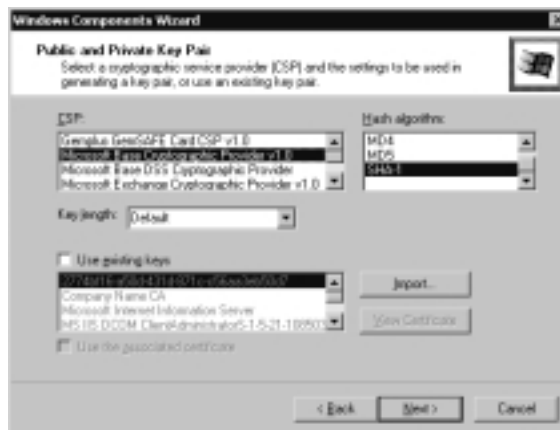 Windows Components Wizard
Public and Private Key Pair
Select a cryptographic service provider (CSP) and the settings to be used in
generating a key pair, or use an existing key pair.
CSP:
Hash algorithm:
Gemplus GemSAFE Card CSP v1.0
Microsoft Base Cryptographic Provider v1.0
Microsoft Base DSS Cryptographic Provider
Microsoft Exchange Cryptographic Provider v1.0
MD4
MD5
SHA-1
Key length:
Default
Use existing keys
Company Name CA
Microsoft Internet Information Server
Import...
View Certificate
Use the associated certificate
< Back
Next >
Cancel